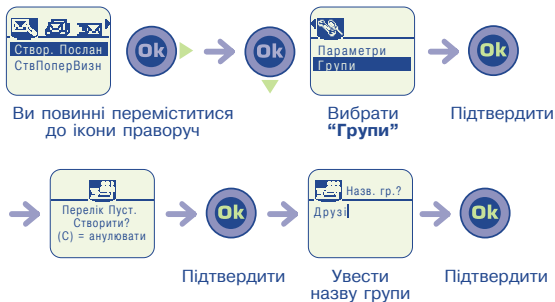 Створ. Послан
СтвПоперВизн
Ok
Ok
Параметри
Групи
Ok
Ви повинні переміститися
до ікони праворуч
Вибрати
“Групи”
Підтвердити
Перелік Пуст.
Створити?
(C) = анулювати
Ok
Назв. гр.?
Друзі
Ok
Підтвердити
Увести
назву групи
Підтвердити